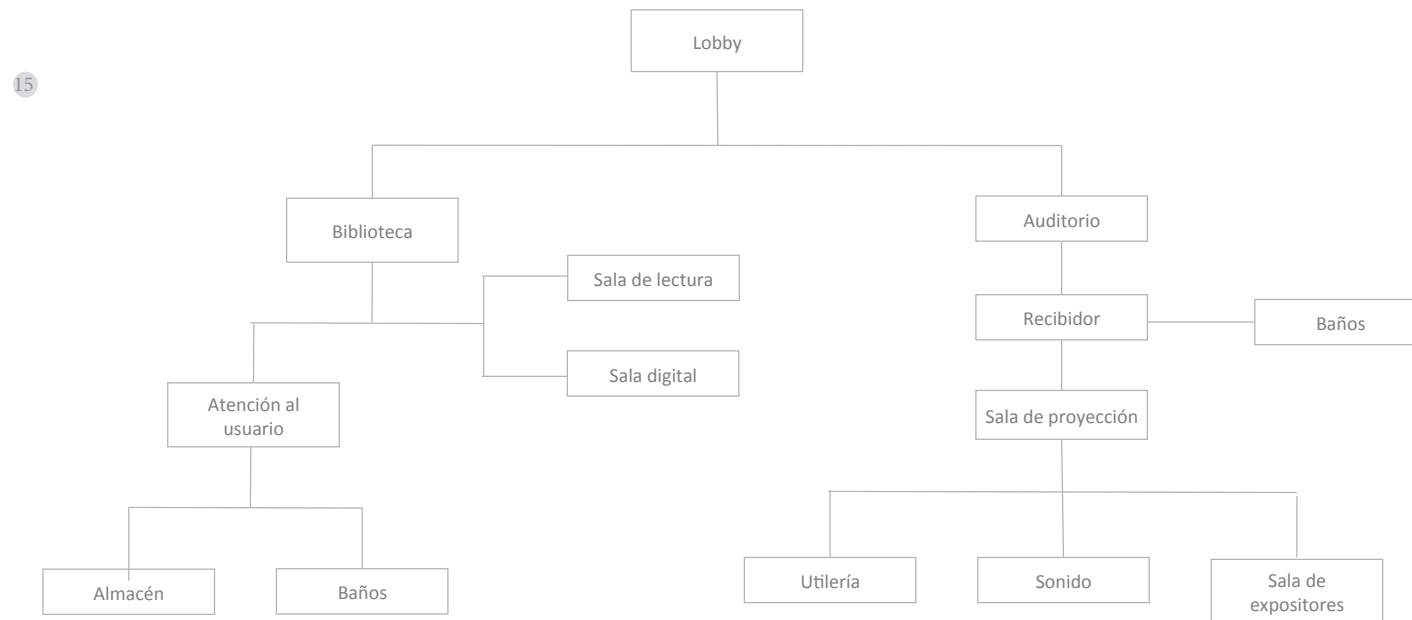 Lobby
15
Biblioteca
Auditorio
Sala de lectura
Recibidor
Baños
Sala digital
Atención al
usuario
Sala de proyección
Almacén
Baños
Utilería
Sonido
Sala de
expositores